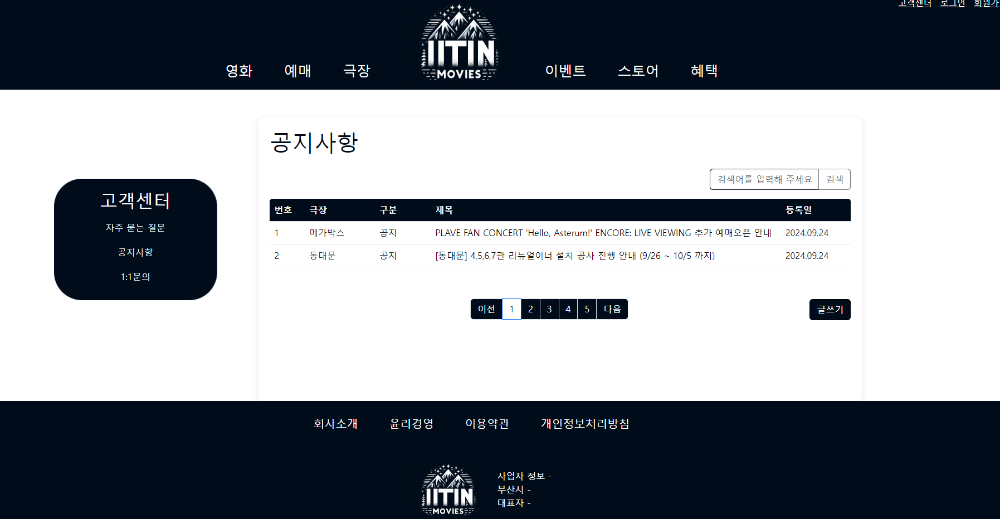 고객센터 로그인 회원가
IITIN
MOVIES
영화 예매 극장 이벤트 스토어 혜택
공지사항
검색어를 입력해 주세요 검색
고객센터
자주 묻는 질문
공지사항
1:1문의
번호 극장 구분 제목 등록일
1 메가박스 공지 PLAVE FAN CONCERT 'Hello, Asterum!' ENCORE: LIVE VIEWING 추가 예매오픈 안내 2024.09.24
2 동대문 공지 [동대문] 4,5,6,7관 리뉴얼이너 설치 공사 진행 안내 (9/26 ~ 10/5 까지) 2024.09.24
이전 1 2 3 4 5 다음 글쓰기
회사소개 윤리경영 이용약관 개인정보처리방침
IITIN
MOVIES
사업자 정보 -
부산시 -
대표자 -